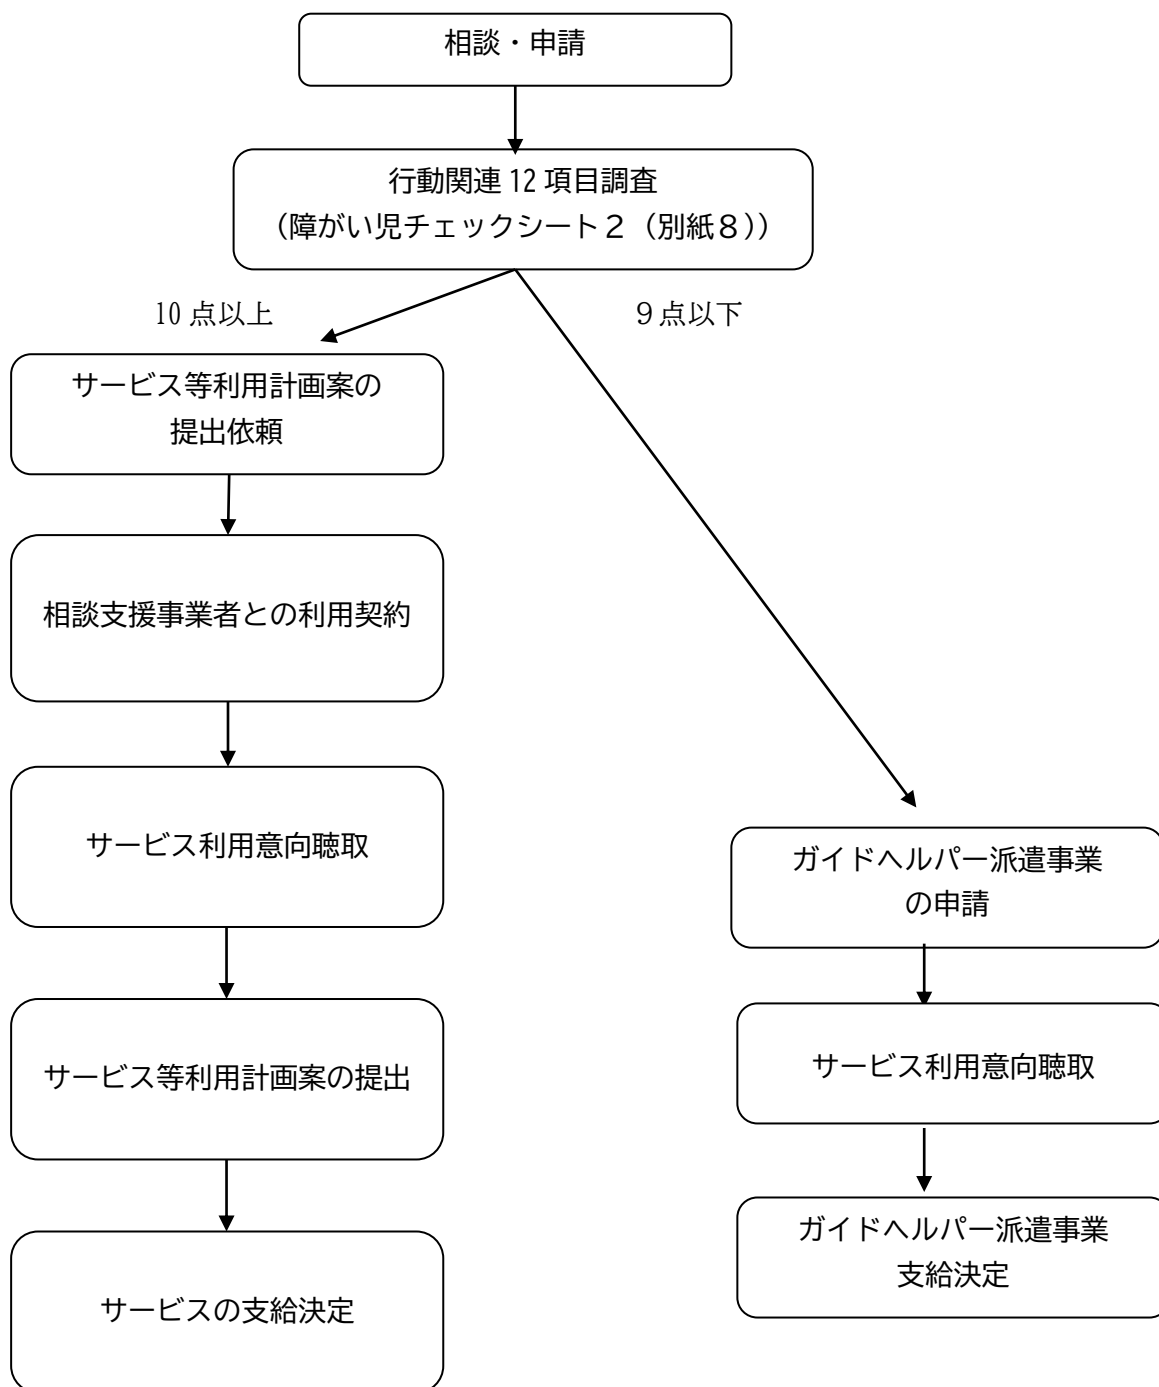 相談・申請
行動関連12項目調査
（障がい児チェックシート２（別紙８））
10点以上
９点以下
サービス等利用計画案の
提出依頼
相談支援事業者との利用契約
サービス利用意向聴取
サービス等利用計画案の提出
サービスの支給決定
ガイドヘルパー派遣事業
の申請
サービス利用意向聴取
ガイドヘルパー派遣事業
支給決定